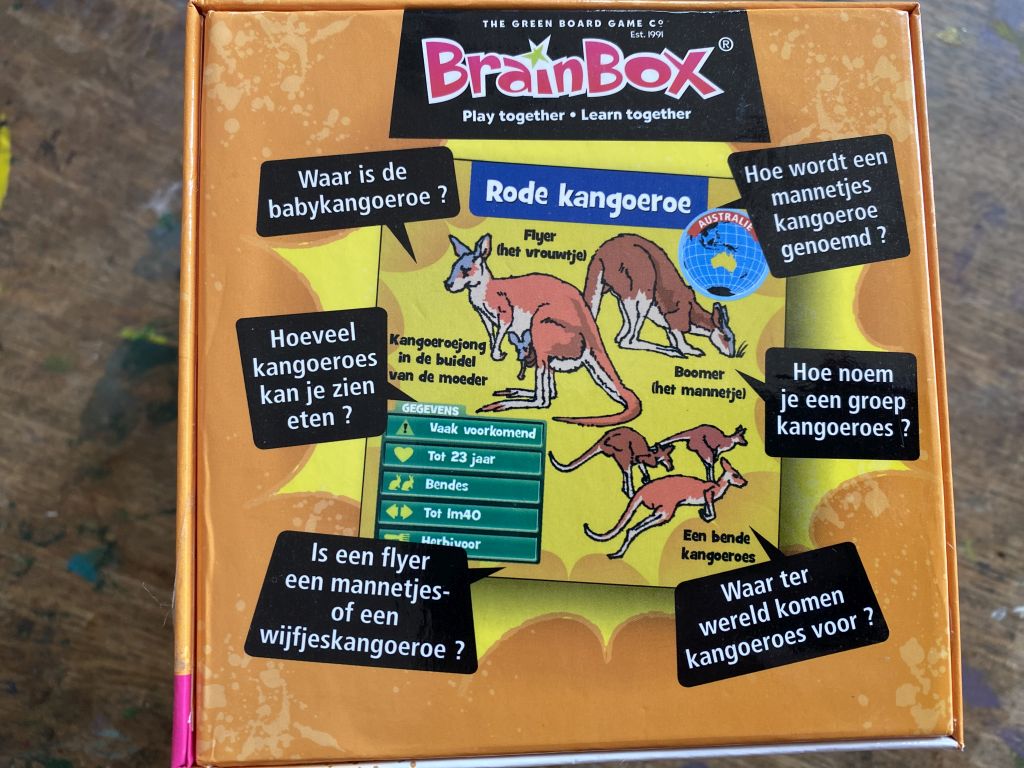 THE GREEN BOARD GAME Cº
Est. 1991
BrainBox®
Play together • Learn together
Waar is de
babykangoeroe ?
Rode kangoeroe
Hoe wordt een
mannetjes
kangoeroe
genoemd ?
AUSTRALIE
Flyer
(het vrouwtje)
Hoeveel
kangoeroes
kan je zien
eten ?
Kangoeroejong
in de buidel
van de moeder
Boomer
(het mannetje)
Hoe noem
je een groep
kangoeroes ?
GEGEVENS
Vaak voorkomend
Tot 23 jaar
Bendes
Tot 1m40
Herbivoor
Een bende
kangoeroes
Is een flyer
een mannetjes-
of een
wijfjeskangoeroe ?
Waar ter
wereld komen
kangoeroes voor ?